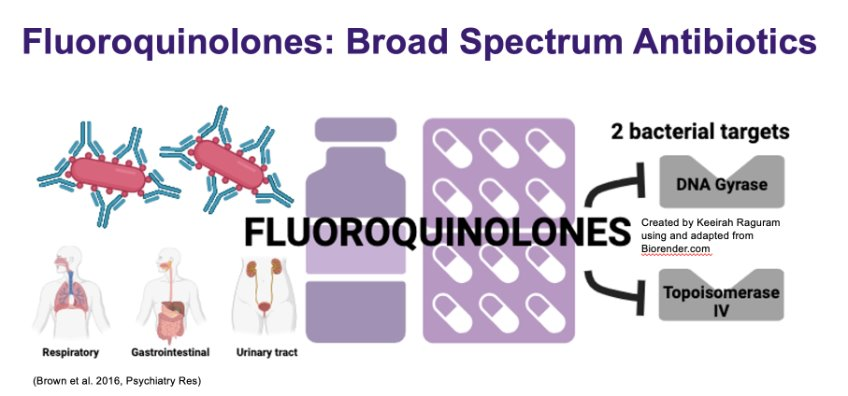 Fluoroquinolones: Broad Spectrum Antibiotics
2 bacterial targets
DNA Gyrase
Created by Keeirah Raguram
using and adapted from
Biorender.com
FLUOROQUINOLONES
Topoisomerase
IV
Respiratory
Gastrointestinal
Urinary tract
(Brown et al. 2016, Psychiatry Res)